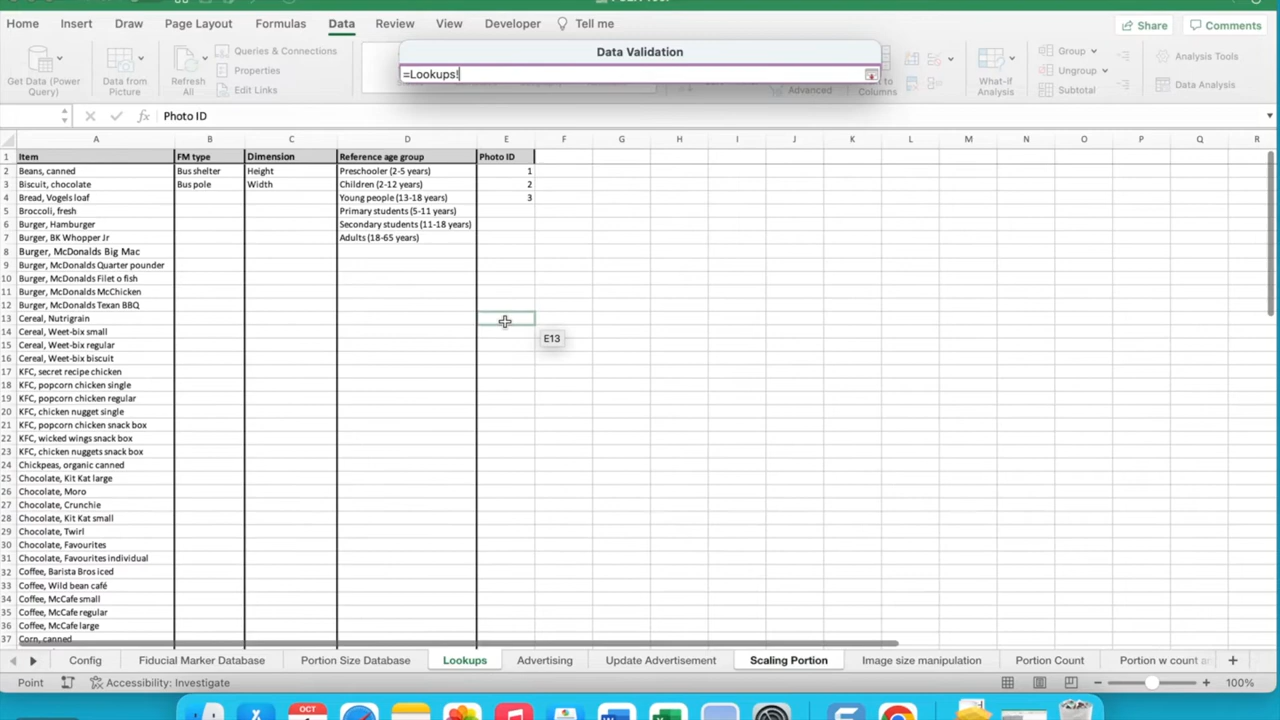 Home Insert Draw Page Layout Formulas Data Review View Developer Tell me Share Comments
Data Validation
=Lookups!
Get Data (Power Query)
Data from Picture
Refresh All
Queries & Connections
Properties
Edit Links
to Columns
Advanced
What-If Analysis
Group
Ungroup
Subtotal
Analysis Tools
Data Analysis
fx Photo ID
A B C D E F G H I J K L M N O P Q R
1 Item FM type Dimension Reference age group Photo ID
2 Beans, canned Bus shelter Height Preschooler (2-5 years) 1
3 Biscuit, chocolate Bus pole Width Children (2-12 years) 2
4 Bread, Vogels loaf Young people (13-18 years) 3
5 Broccoli, fresh Primary students (5-11 years)
6 Burger, Hamburger Secondary students (11-18 years)
7 Burger, BK Whopper Jr Adults (18-65 years)
8 Burger, McDonalds Big Mac
9 Burger, McDonalds Quarter pounder
10 Burger, McDonalds Filet o fish
11 Burger, McDonalds McChicken
12 Burger, McDonalds Texan BBQ
13 Cereal, Nutrigrain
14 Cereal, Weet-bix small
E13
15 Cereal, Weet-bix regular
16 Cereal, Weet-bix biscuit
17 KFC, secret recipe chicken
18 KFC, popcorn chicken single
19 KFC, popcorn chicken regular
20 KFC, chicken nugget single
21 KFC, popcorn chicken snack box
22 KFC, wicked wings snack box
23 KFC, chicken nuggets snack box
24 Chickpeas, organic canned
25 Chocolate, Kit Kat large
26 Chocolate, Moro
27 Chocolate, Crunchie
28 Chocolate, Kit Kat small
29 Chocolate, Twirl
30 Chocolate, Favourites
31 Chocolate, Favourites individual
32 Coffee, Barista Bros iced
33 Coffee, Wild bean café
34 Coffee, McCafe small
35 Coffee, McCafe regular
36 Coffee, McCafe large
37 Corn, canned
Config Fiducial Marker Database Portion Size Database Lookups Advertising Update Advertisement Scaling Portion Image size manipulation Portion Count Portion w count a
Point Accessibility: Investigate 100%
OCT